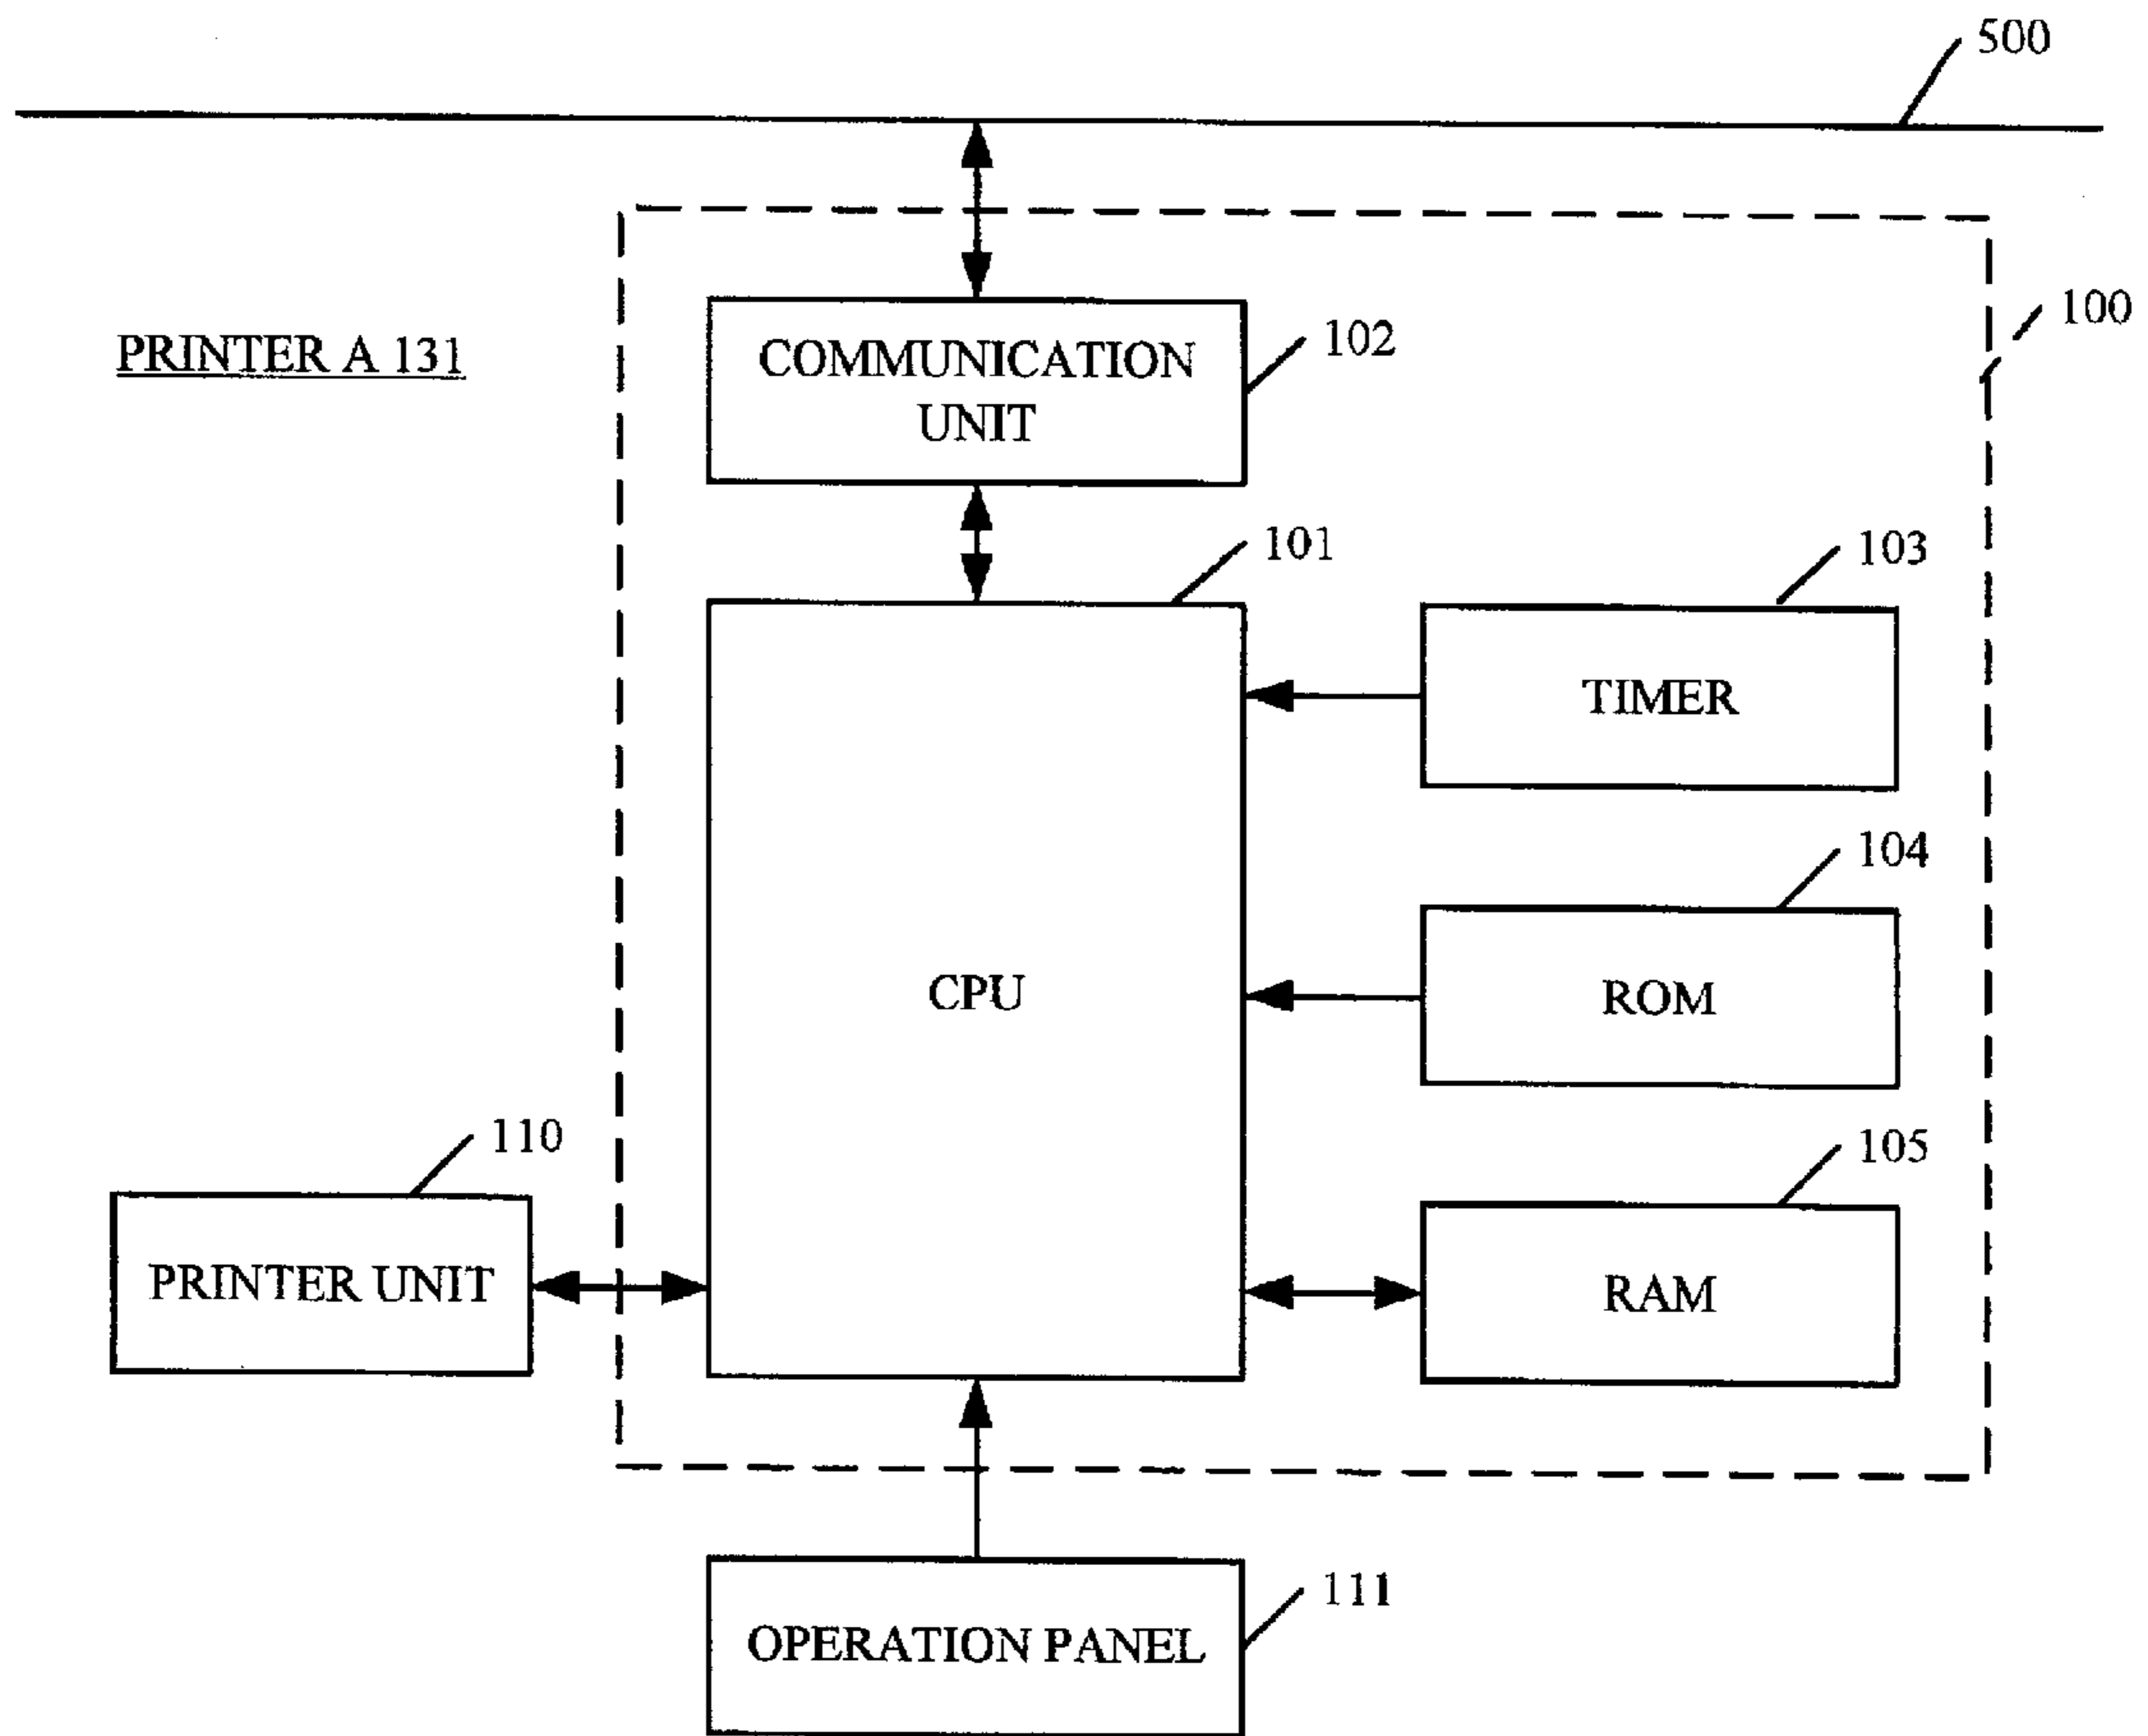 500
100
PRINTER A 131
COMMUNICATION
UNIT
102
101
103
TIMER
CPU
104
ROM
110
105
PRINTER UNIT
RAM
111
OPERATION PANEL